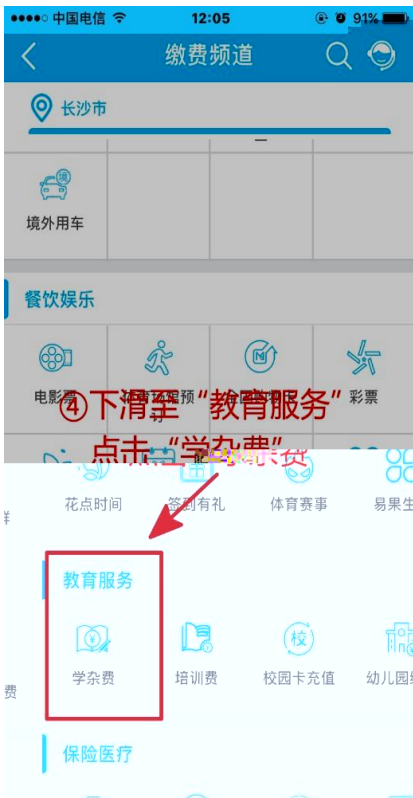 中国电信 12:05 91%
缴费频道
长沙市
境外用车
餐饮娱乐
电影票 彩票
④下滑至“教育服务”
点击“学杂费”
花点时间 签到有礼 体育赛事 易果生
教育服务
学杂费 培训费 校园卡充值 幼儿园
费
保险医疗